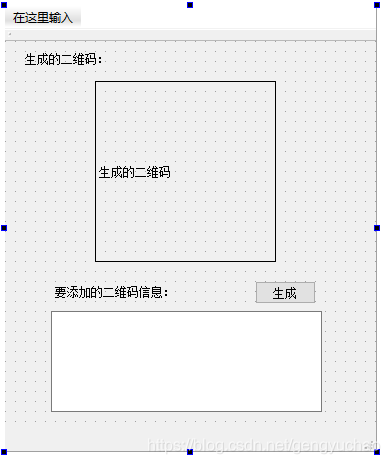 在这里输入
生成的二维码：
生成的二维码
要添加的二维码信息：
生成
https://blog.csdn.net/gengyuchao